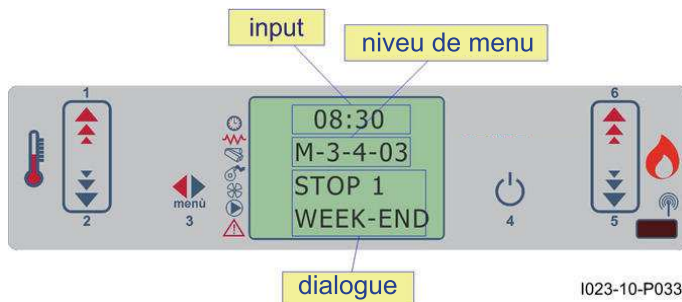 input
niveu de menu
1
6
08:30
M-3-4-03
STOP 1
WEEK-END
menù
2
3
4
5
dialogue
I023-10-P033